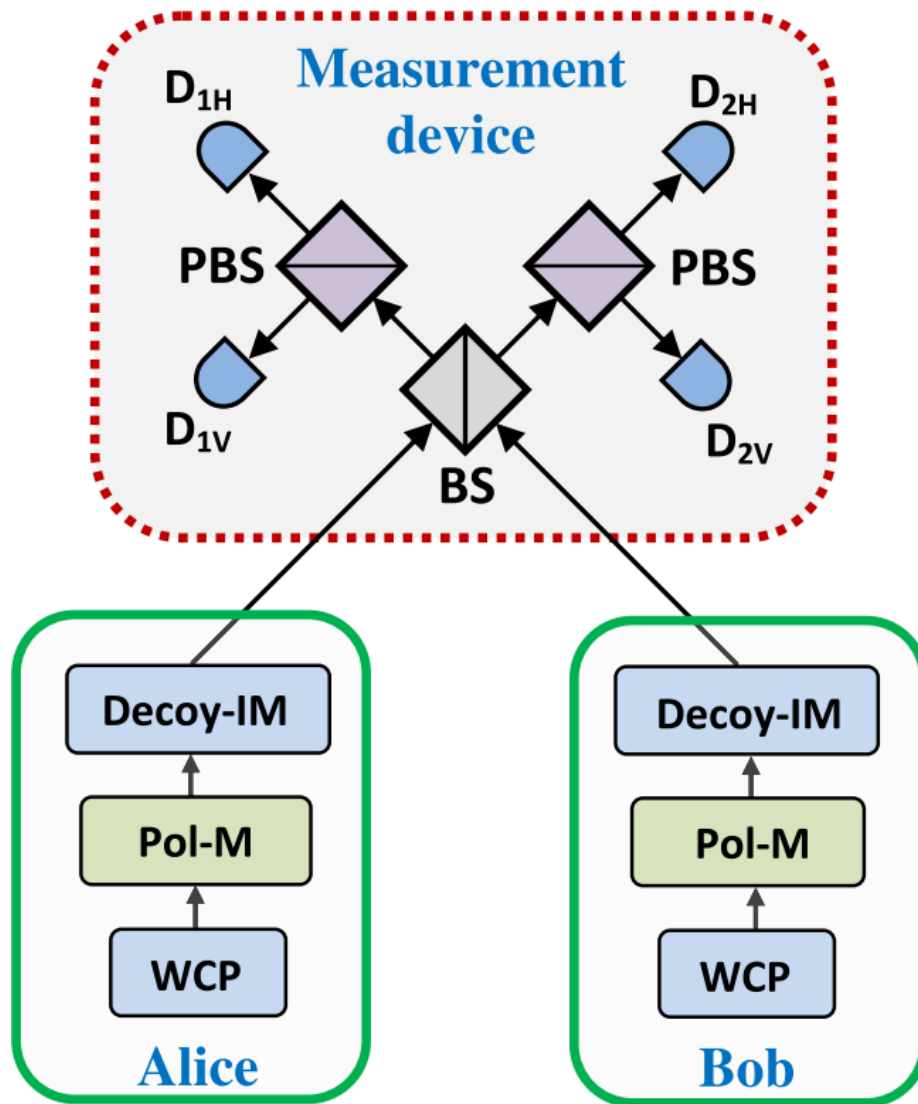 Measurement
device
D1H
D2H
PBS
PBS
D1V
D2V
BS
Decoy-IM
Decoy-IM
Pol-M
Pol-M
WCP
WCP
Alice
Bob